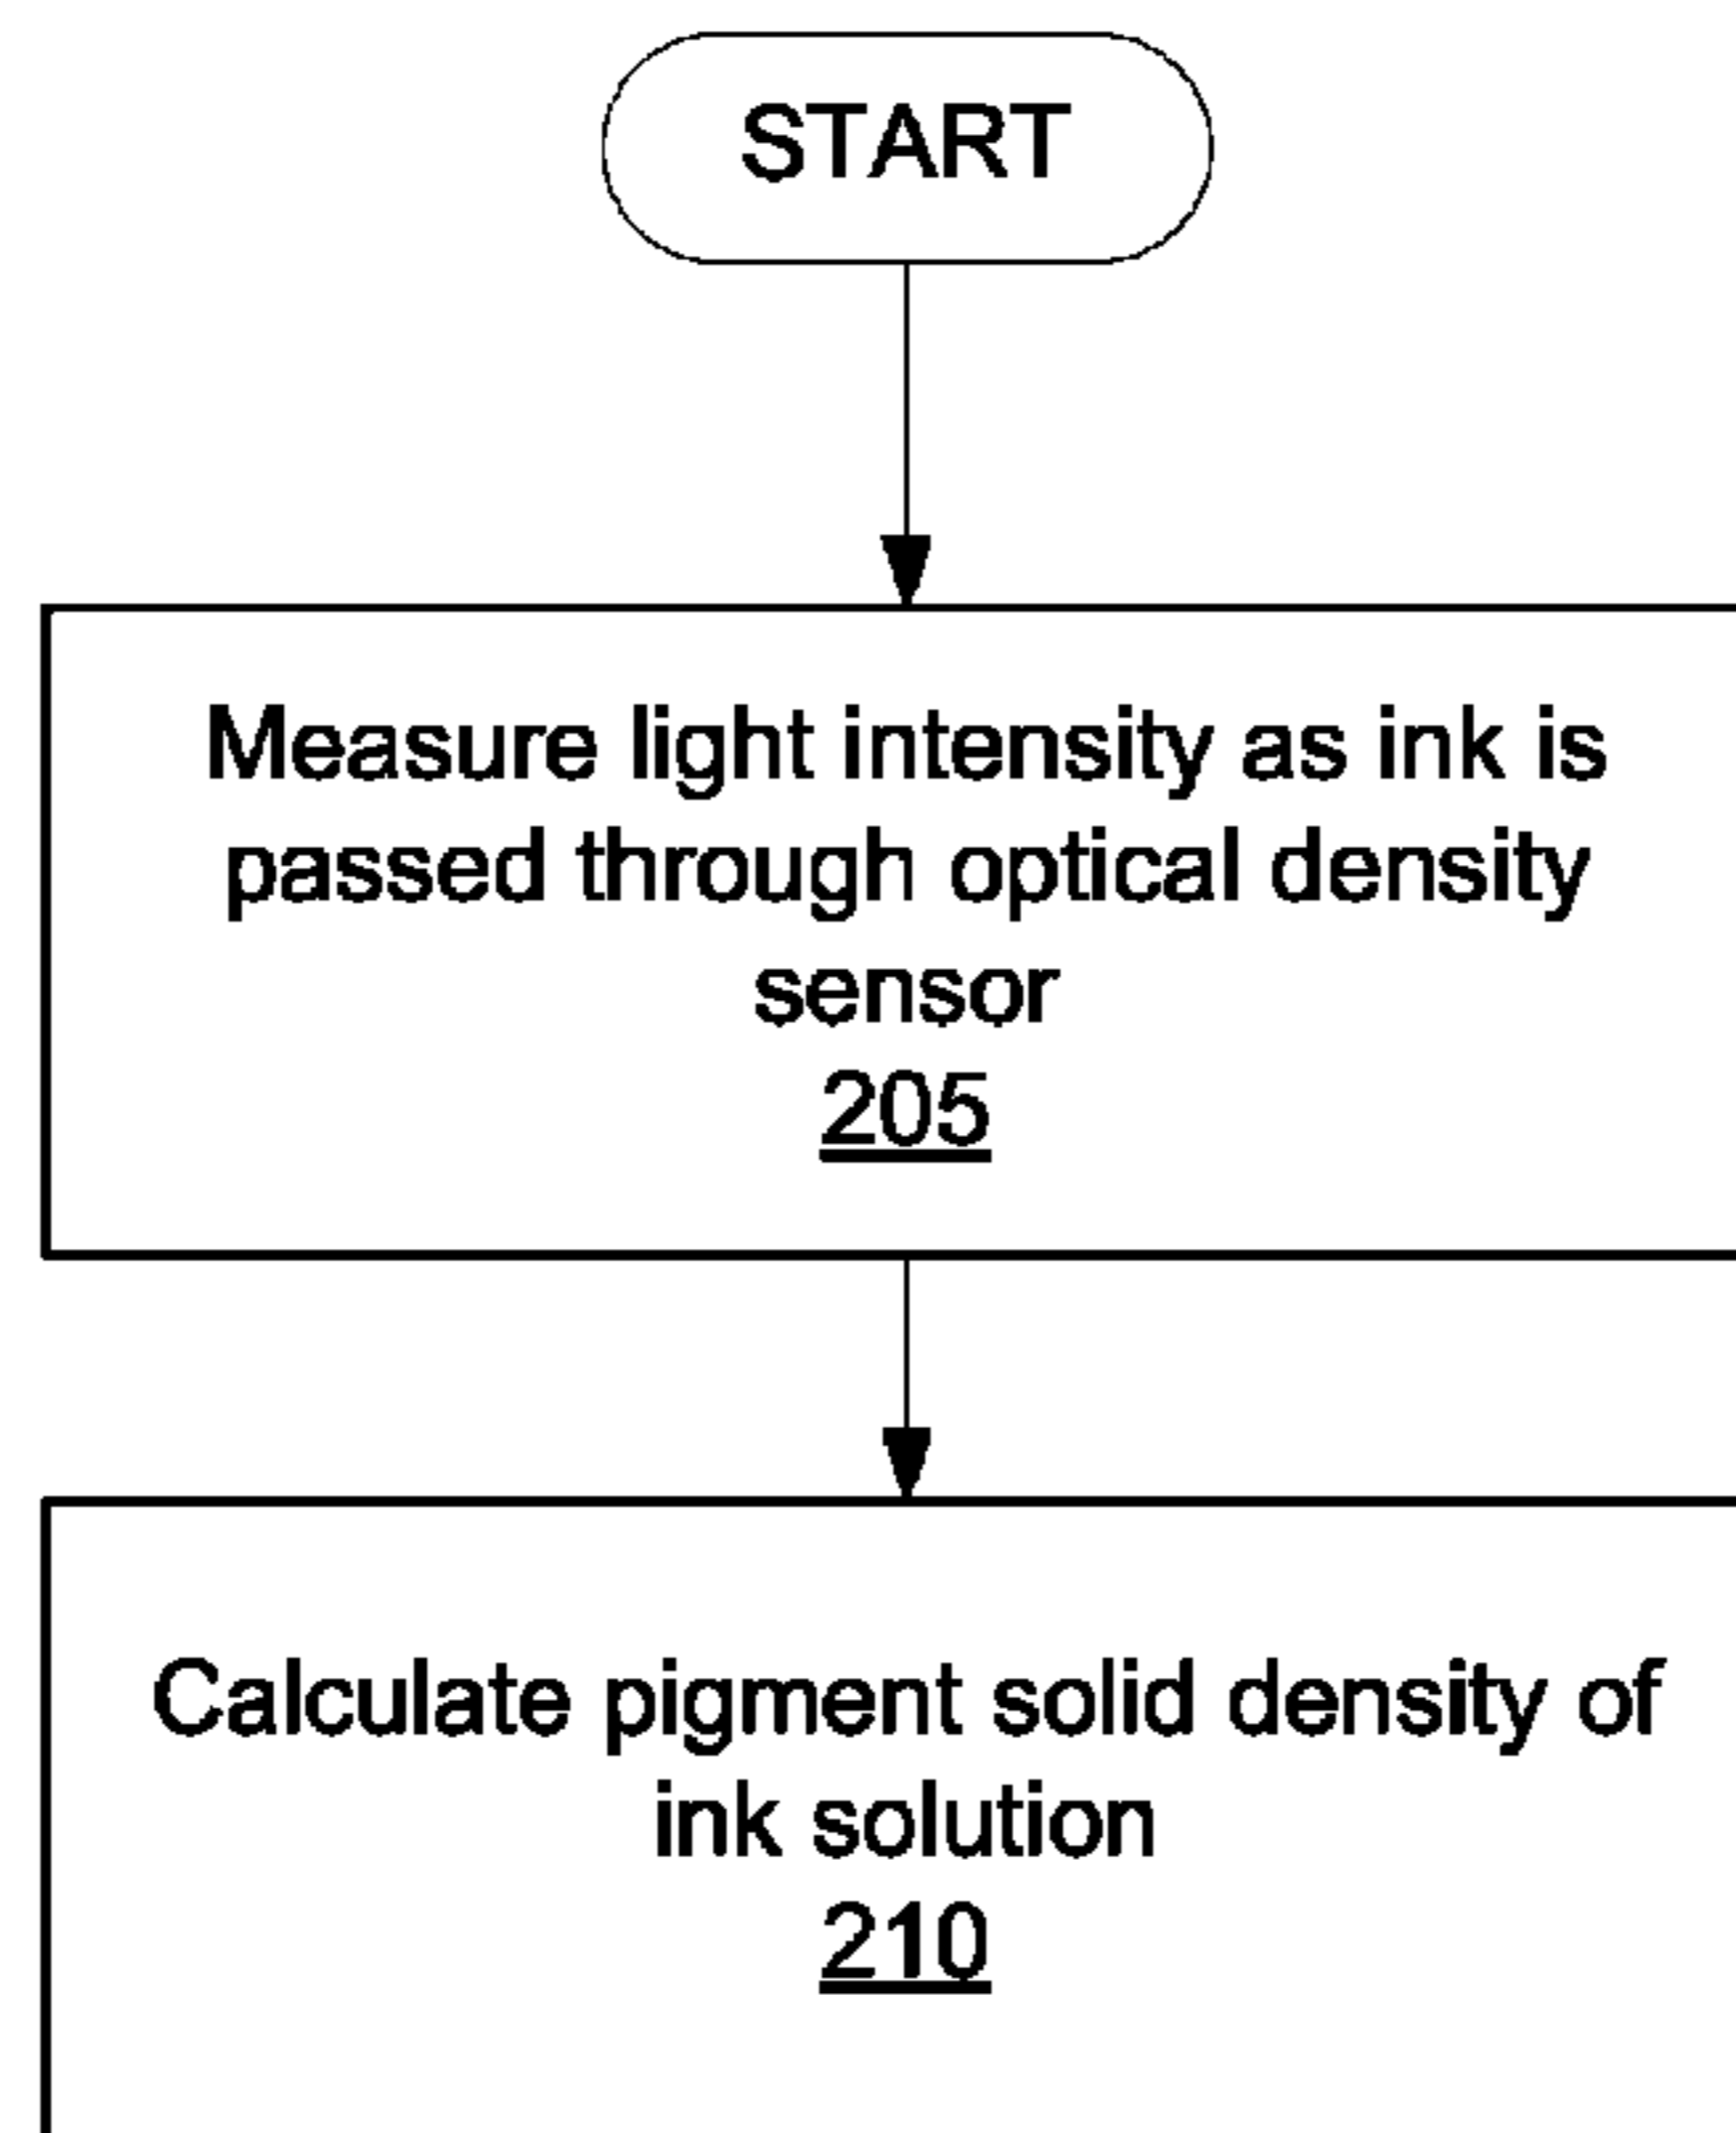 START
Measure light intensity as ink is
passed through optical density
sensor
205
Calculate pigment solid density of
ink solution
210